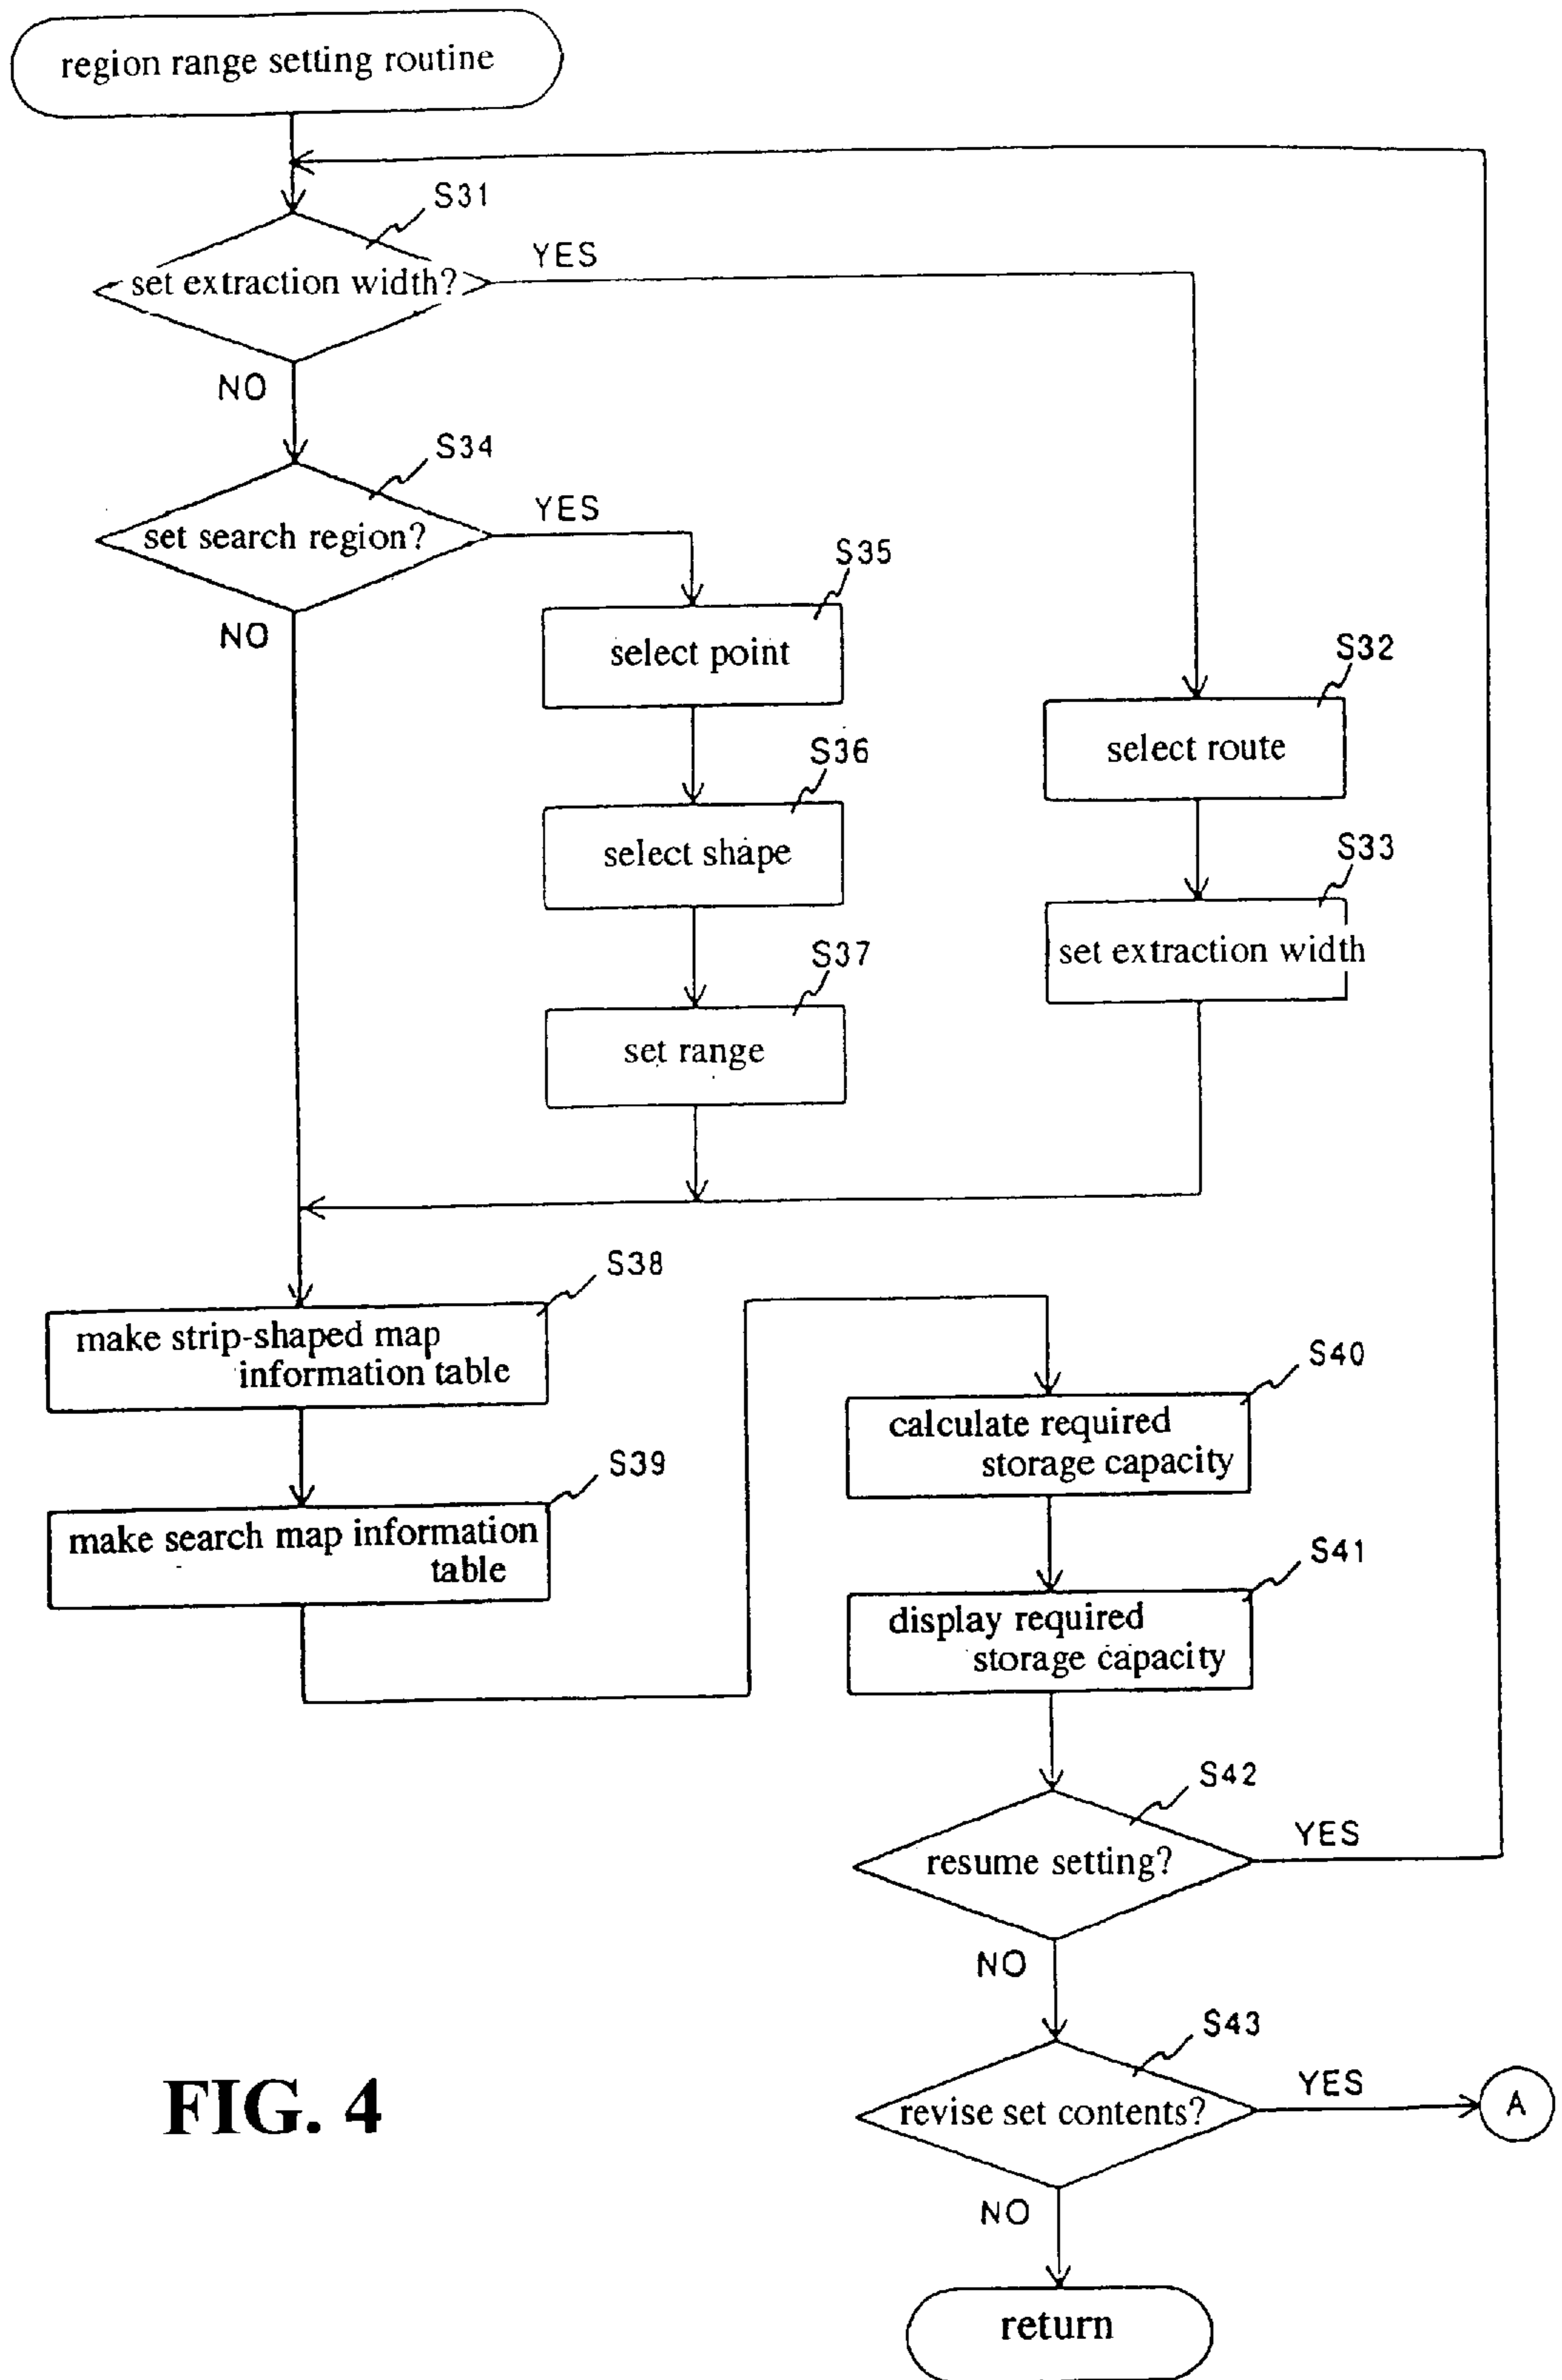 region range setting routine
S31
set extraction width?
YES
NO
S34
set search region?
YES
NO
S35
select point
S32
select route
S36
select shape
S33
set extraction width
S37
set range
S38
make strip-shaped map
information table
S40
calculate required
storage capacity
S39
make search map information
table
S41
display required
storage capacity
S42
resume setting?
YES
NO
S43
revise set contents?
YES
A
NO
return
FIG. 4